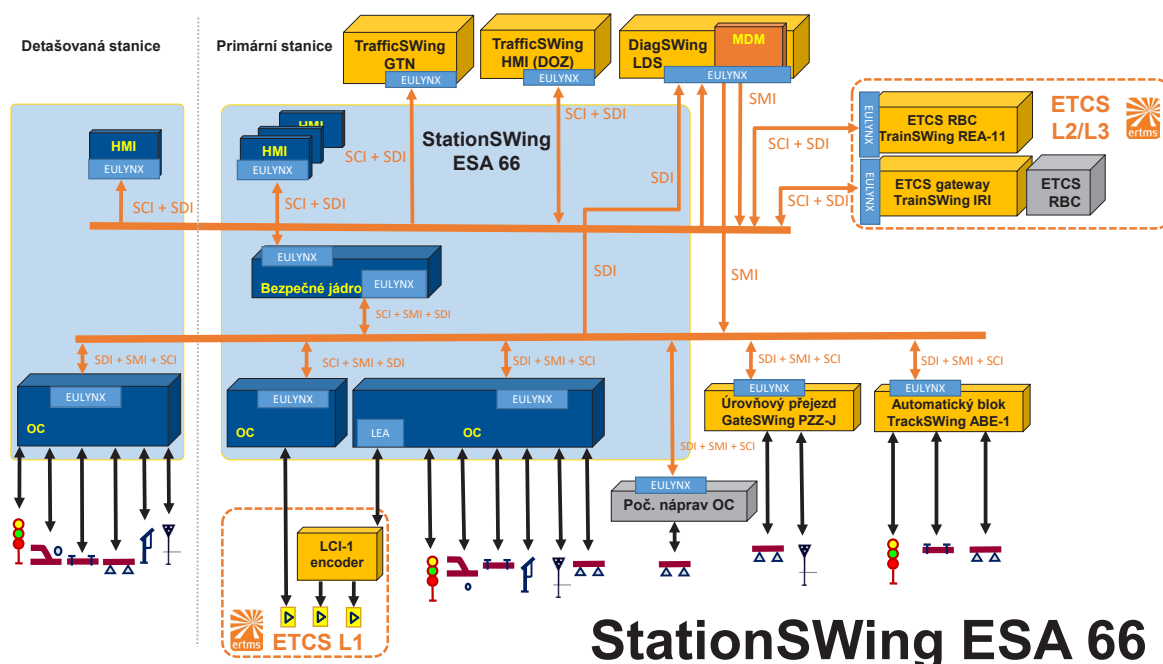 Detašovaná stanice
Primární stanice
TrafficSWing
GTN
EULYNX
TrafficSWing
HMI (DOZ)
EULYNX
DiagSWing
LDS
MDM
EULYNX
SMI
SCI + SDI
SCI + SDI
SDI
EULYNX
ETCS RBC
TrainSWing REA-11
ETCS
L2/L3
ertms
SCI + SDI
EULYNX
ETCS gateway
TrainSWing IRI
ETCS
RBC
SCI + SDI
HMI
EULYNX
SCI + SDI
HMI
HMI
EULYNX
SCI + SDI
StationSWing
ESA 66
EULYNX
Bezpečné jádro
EULYNX
SCI + SMI + SDI
SDI
SMI
SDI + SMI + SCI
SCI + SMI + SDI
SDI + SMI + SCI
SDI + SMI + SCI
SDI + SMI + SCI
SDI + SMI + SCI
EULYNX
OC
EULYNX
OC
EULYNX
LEA
OC
EULYNX
Úrovňový přejezd
GateSWing PZZ-J
EULYNX
Automatický blok
TrackSWing ABE-1
EULYNX
Poč. náprav OC
LCI-1
encoder
ertms
ETCS L1
StationSWing ESA 66